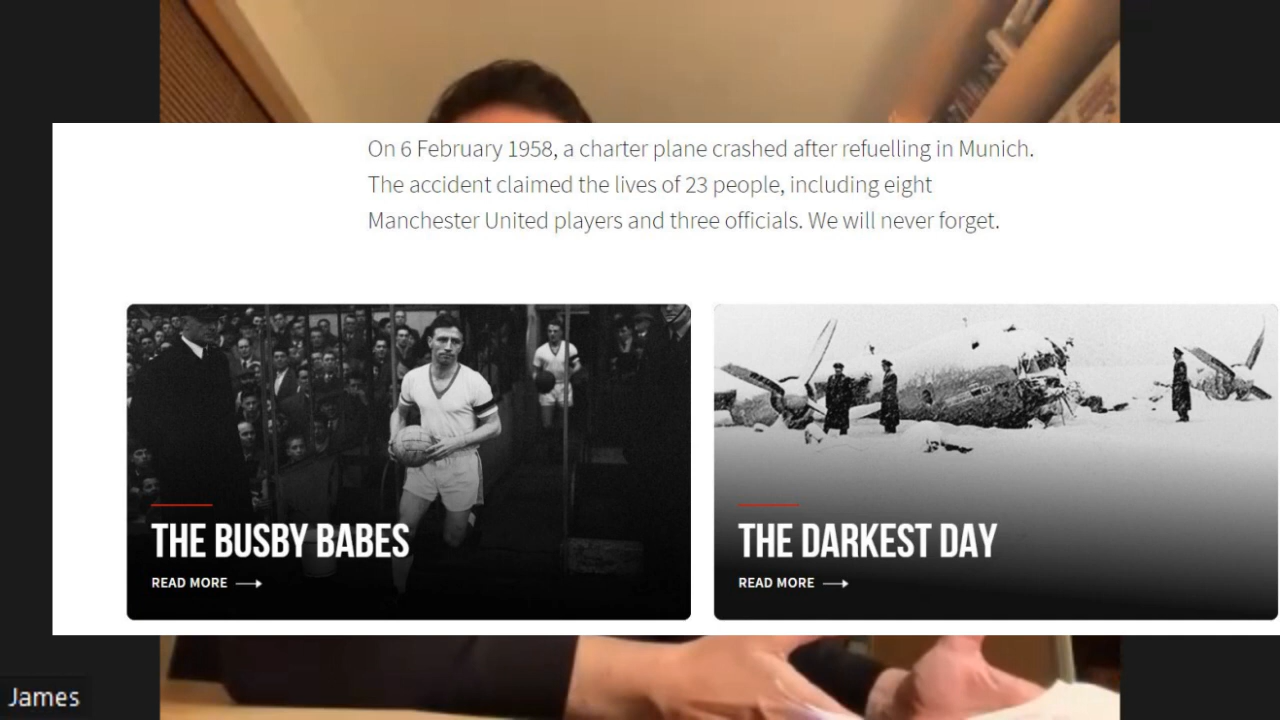 On 6 February 1958, a charter plane crashed after refuelling in Munich.
The accident claimed the lives of 23 people, including eight
Manchester United players and three officials. We will never forget.
THE BUSBY BABES
READ MORE
THE DARKEST DAY
READ MORE
James